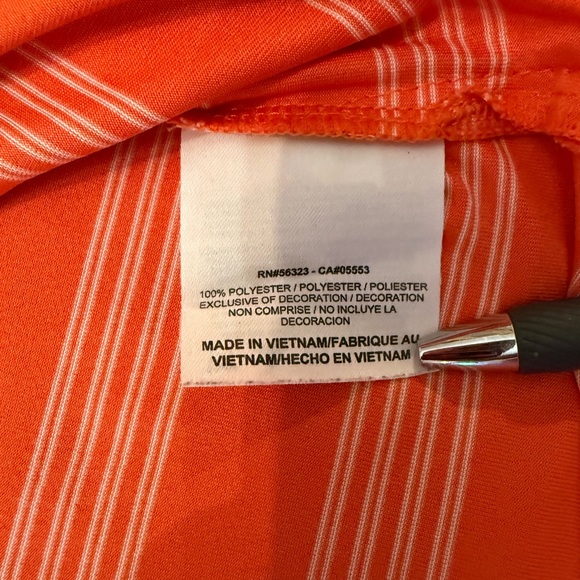 RN#56323 - CA#05553
100% POLYESTER / POLYESTER / POLIESTER
EXCLUSIVE OF DECORATION / DECORATION
NON COMPRISE / NO INCLUYE LA
DECORACION
MADE IN VIETNAM/FABRIQUE AU
VIETNAM/HECHO EN VIETNAM